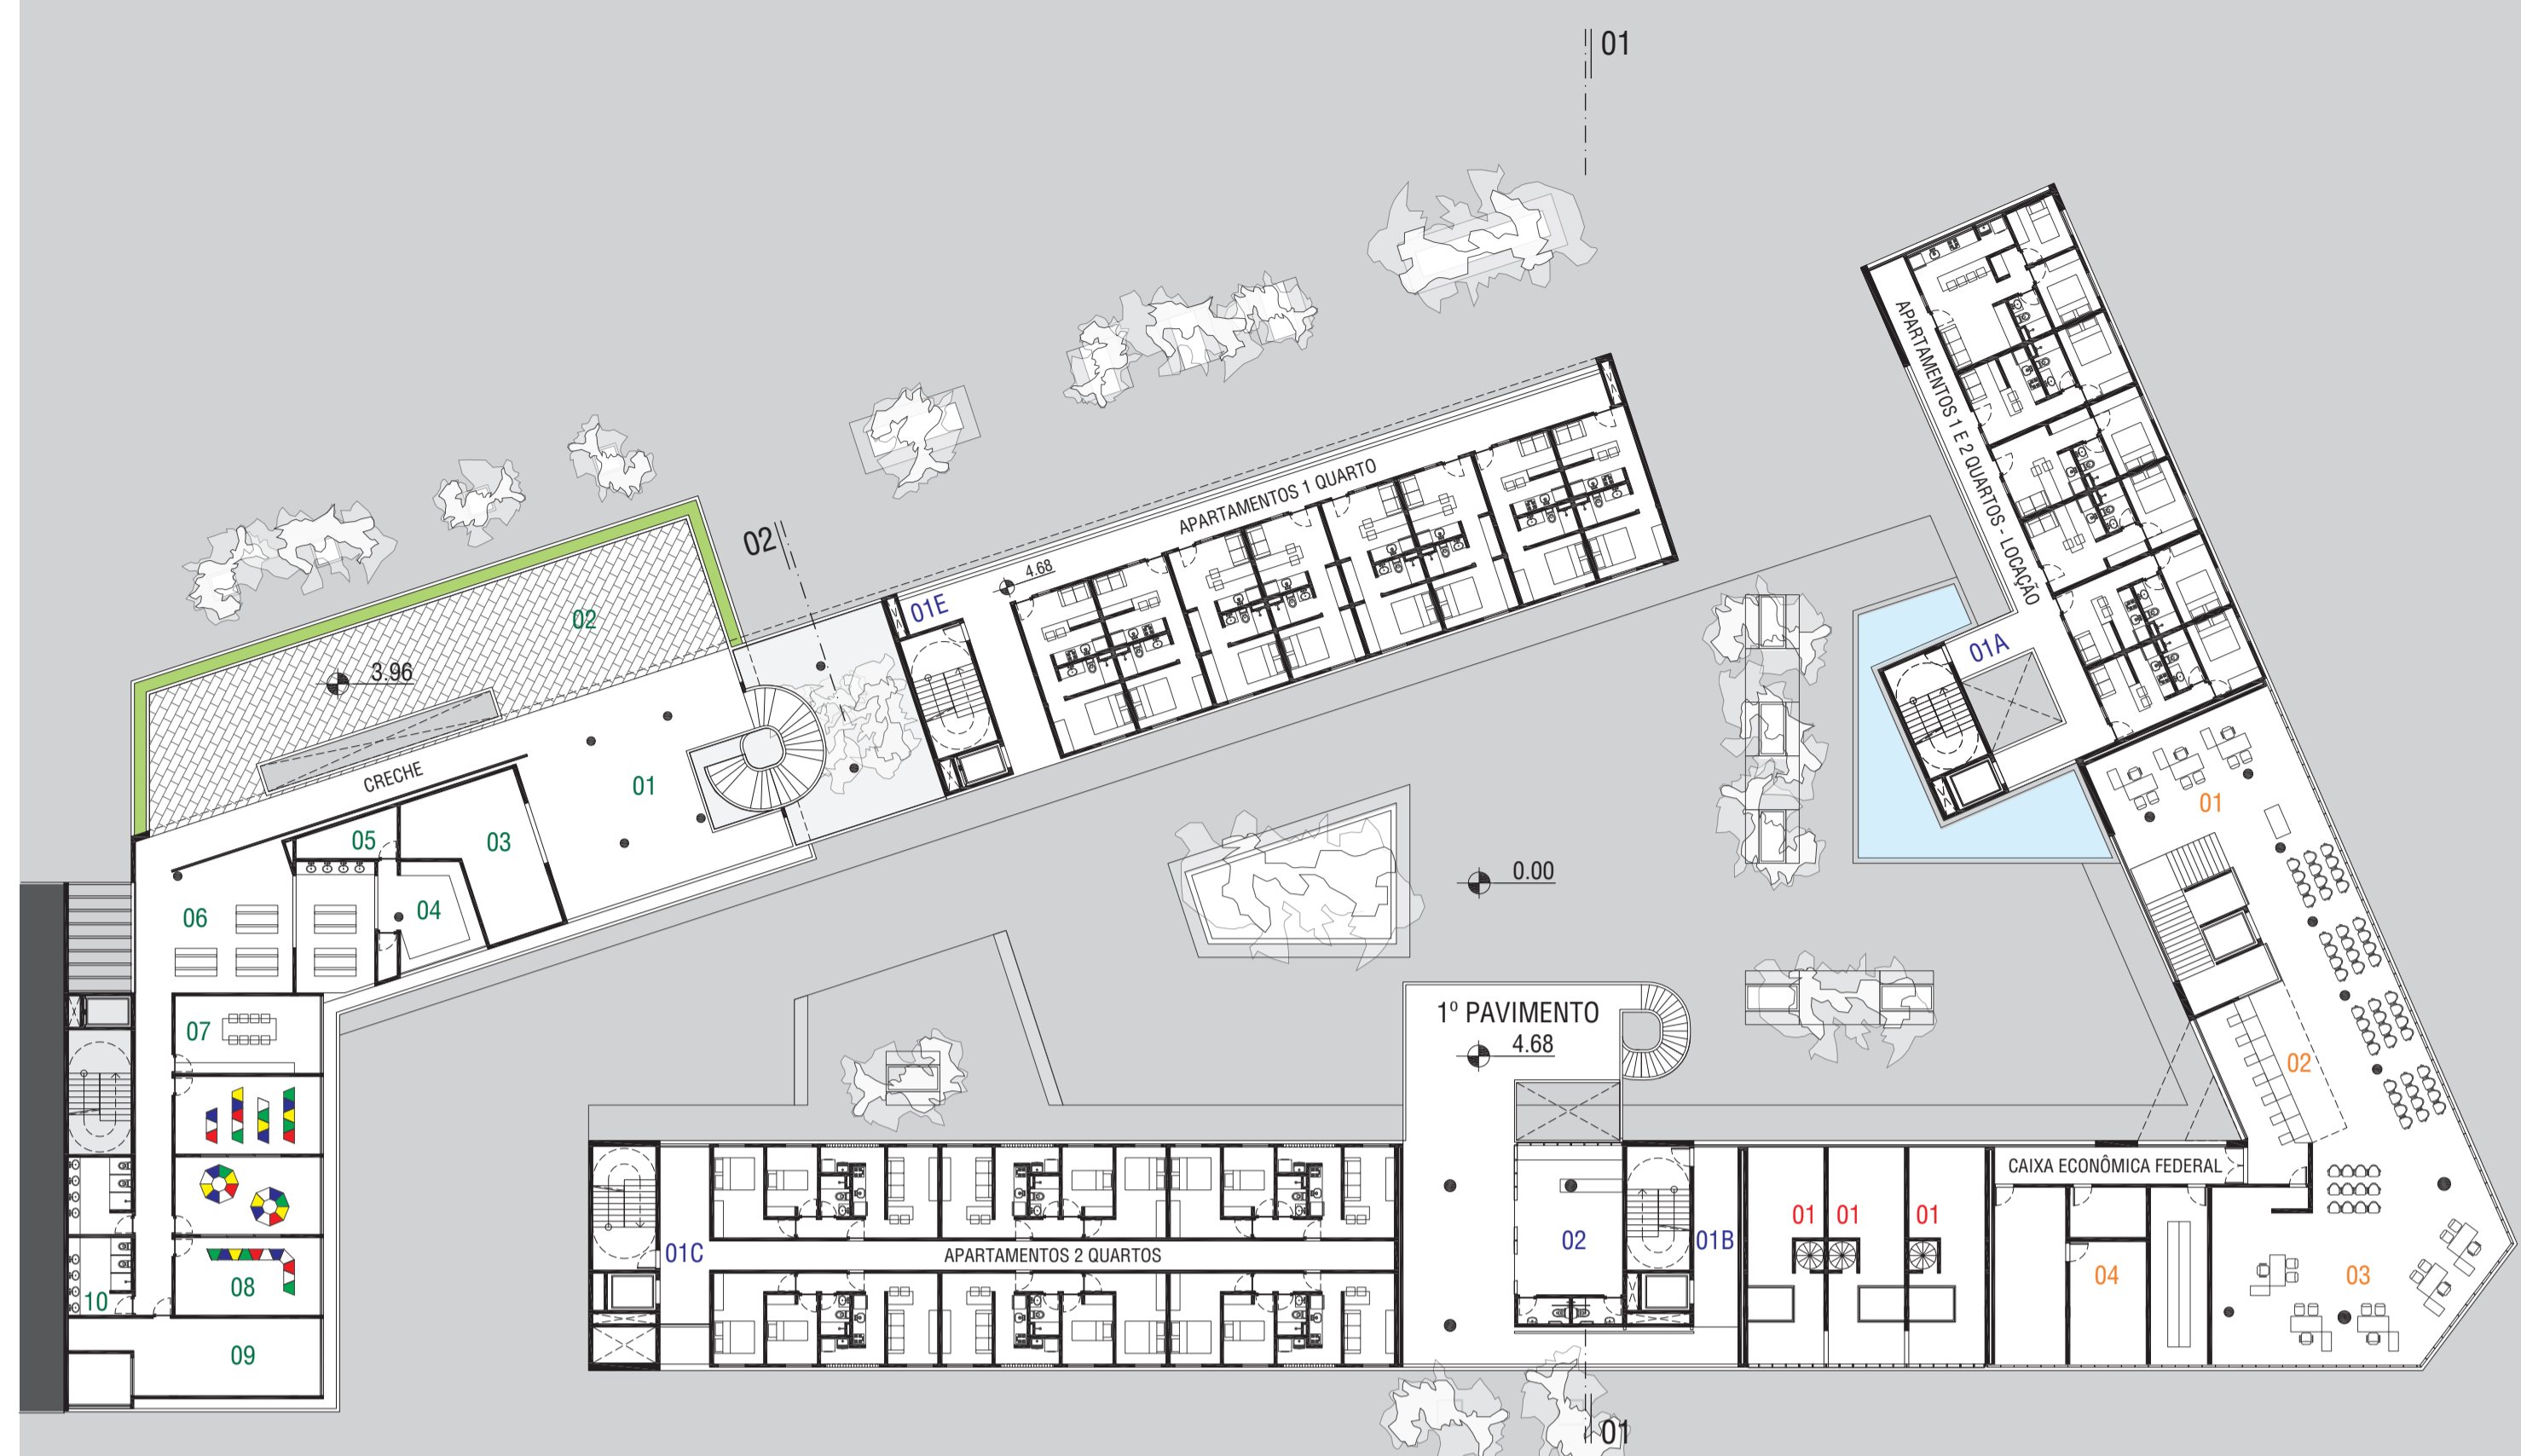 01
02
3.96
02
CRECHE
01
05
03
04
06
07
08
10
09
01E
4.68
APARTAMENTOS 1 QUARTO
APARTAMENTOS 1 E 2 QUARTOS - LOCAÇÃO
01A
01
02
0.00
1º PAVIMENTO
4.68
01C
APARTAMENTOS 2 QUARTOS
02
01B
01
01
01
CAIXA ECONÔMICA FEDERAL
04
03
01